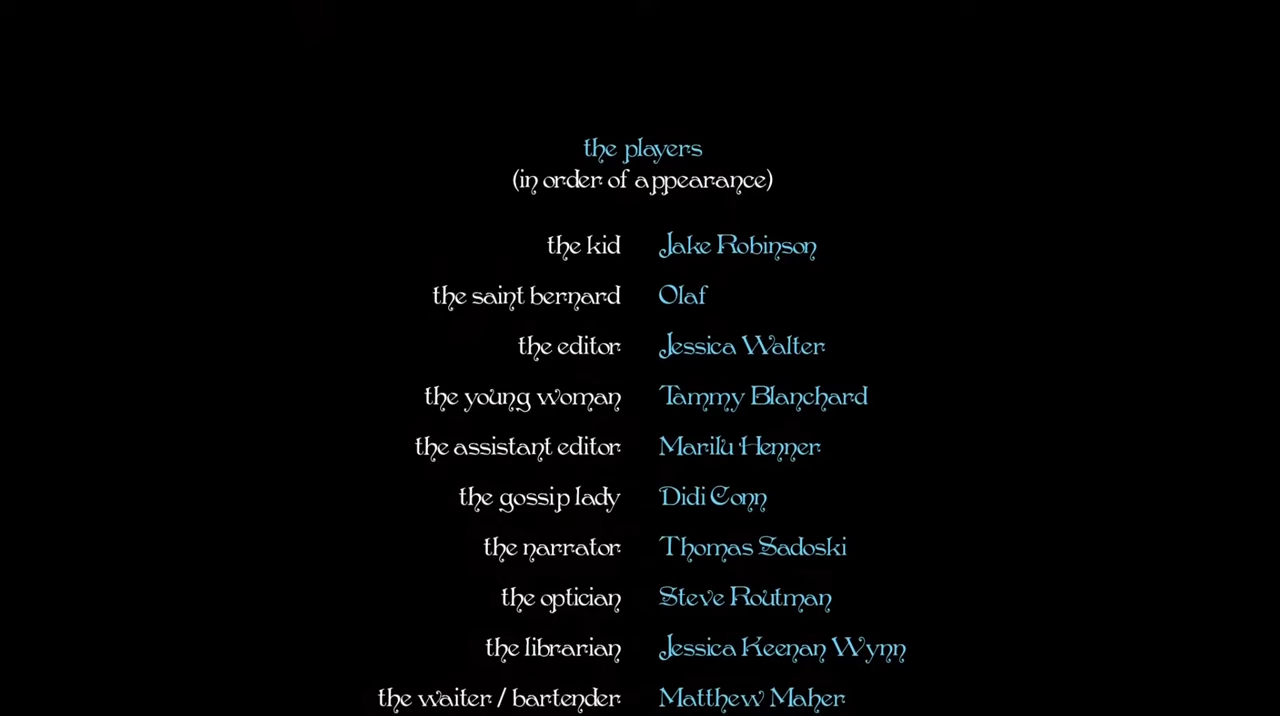 the players
(in order of appearance)
the kid Jake Robinson
the saint bernard Olaf
the editor Jessica Walter
the young woman Tammy Blanchard
the assistant editor Marilu Henner
the gossip lady Didi Conn
the narrator Thomas Sadoski
the optician Steve Routman
the librarian Jessica Keenan Wynn
the waiter / bartender Matthew Maher